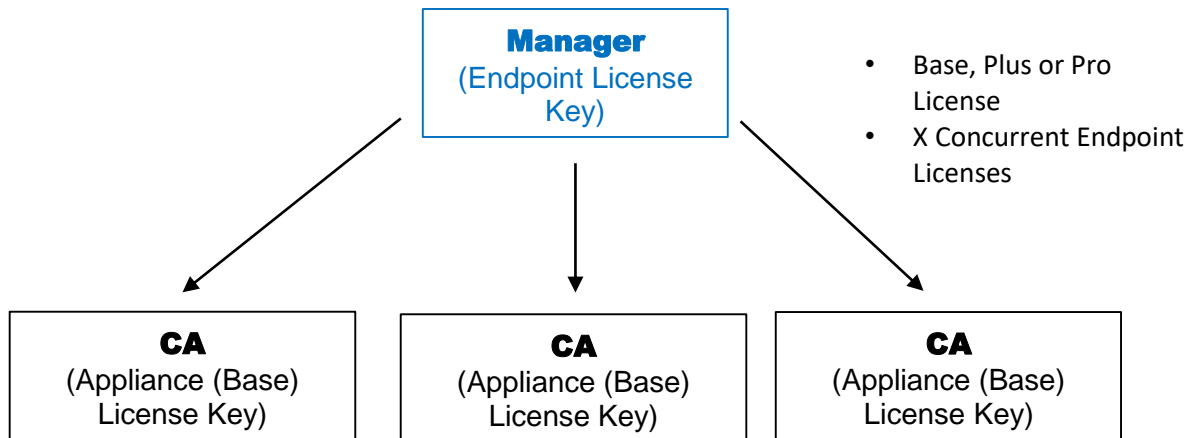 Manager
(Endpoint License
Key)
• Base, Plus or Pro
License
• X Concurrent Endpoint
Licenses
CA
(Appliance (Base)
License Key)
CA
(Appliance (Base)
License Key)
CA
(Appliance (Base)
License Key)